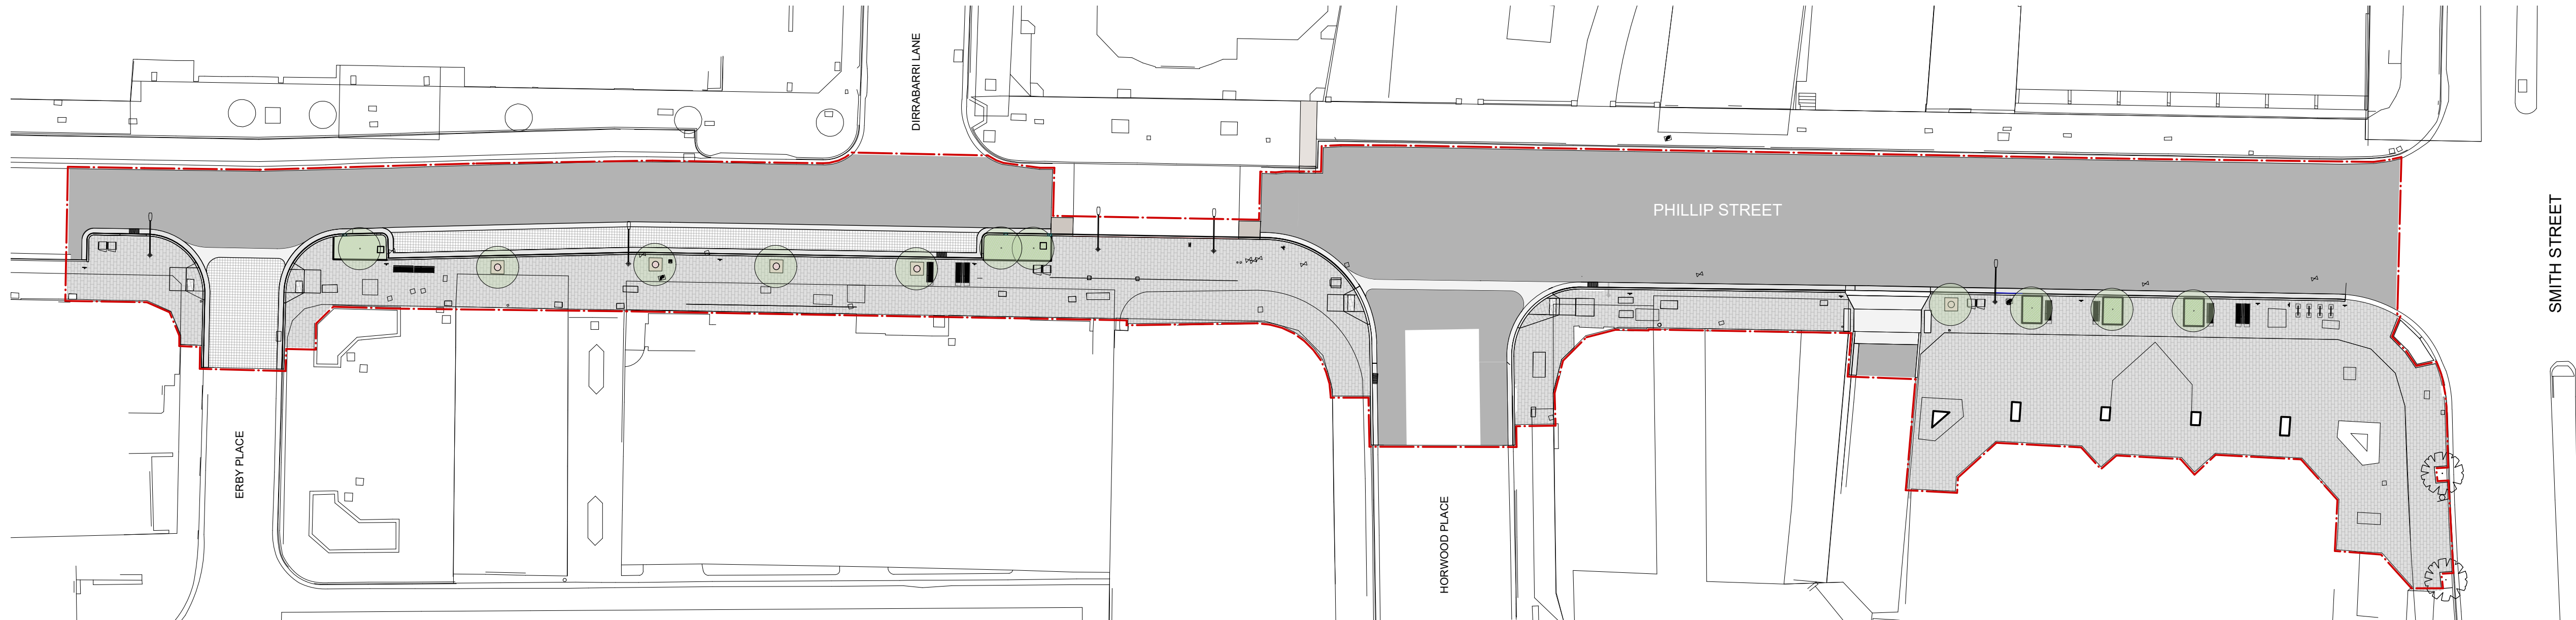 DIRRABARRI LANE
PHILLIP STREET
SMITH STREET
ERBY PLACE
HORWOOD PLACE